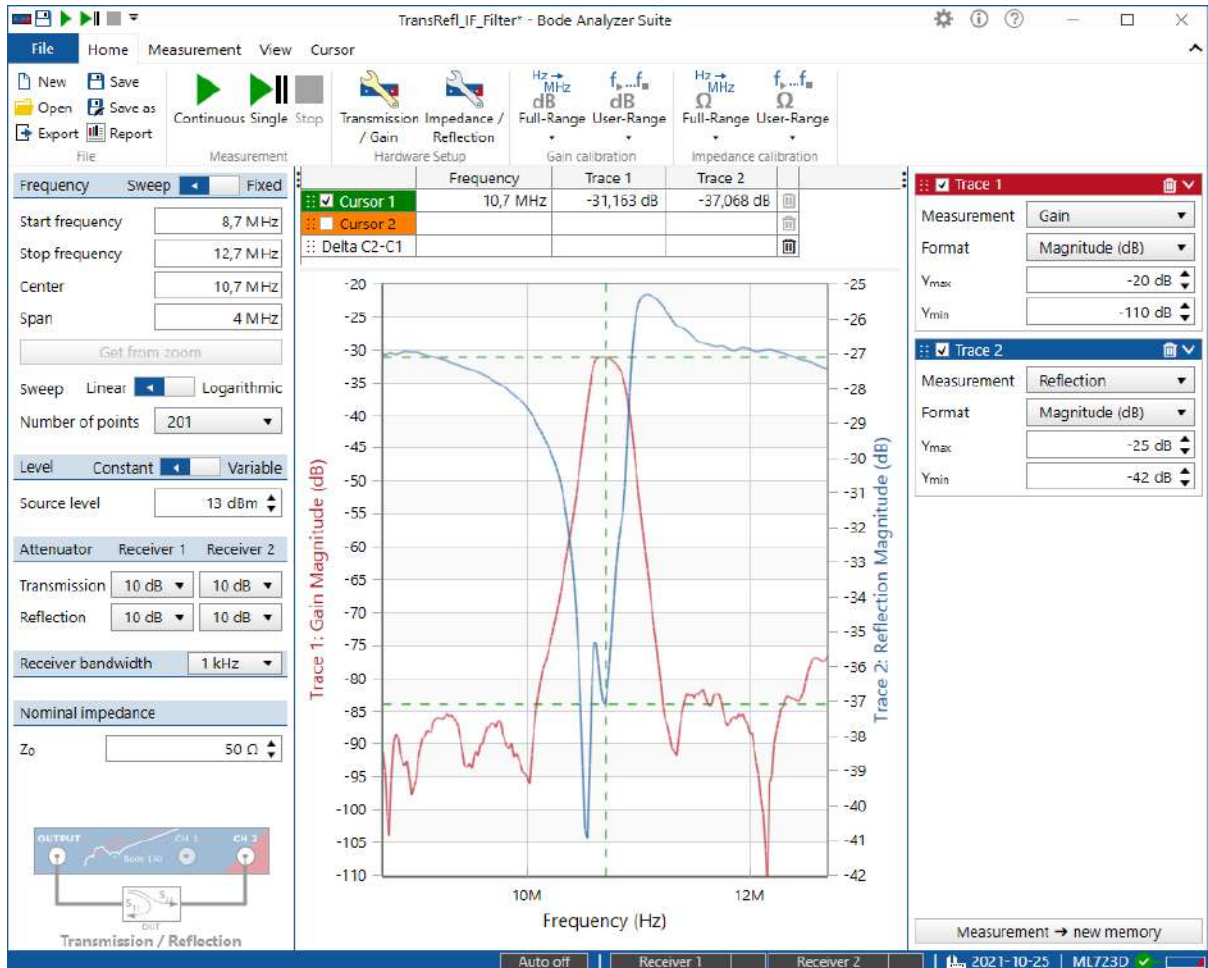 TransRefl_IF_Filter* - Bode Analyzer Suite
File Home Measurement View Cursor
New Save
Open Save as
Export Report
File
Continuous Single Stop
Measurement
Transmission / Gain
Impedance / Reflection
Hardware Setup
Hz → MHz
dB
Full-Range
f▸...f■
dB
User-Range
Gain calibration
Hz → MHz
Ω
Full-Range
f▸...f■
Ω
User-Range
Impedance calibration
Frequency Sweep Fixed
Start frequency 8,7 MHz
Stop frequency 12,7 MHz
Center 10,7 MHz
Span 4 MHz
Get from zoom
Sweep Linear Logarithmic
Number of points 201
Level Constant Variable
Source level 13 dBm
Attenuator Receiver 1 Receiver 2
Transmission 10 dB 10 dB
Reflection 10 dB 10 dB
Receiver bandwidth 1 kHz
Nominal impedance
Z₀ 50 Ω
OUTPUT CH 1 CH 2
Bode 100
S₁₁ S₂₁
DUT
Transmission / Reflection
Frequency Trace 1 Trace 2
Cursor 1 10,7 MHz -31,163 dB -37,068 dB
Cursor 2
Delta C2-C1
Trace 1: Gain Magnitude (dB)
-20
-25
-30
-35
-40
-45
-50
-55
-60
-65
-70
-75
-80
-85
-90
-95
-100
-105
-110
Trace 2: Reflection Magnitude (dB)
-25
-26
-27
-28
-29
-30
-31
-32
-33
-34
-35
-36
-37
-38
-39
-40
-41
-42
10M 12M
Frequency (Hz)
Trace 1
Measurement Gain
Format Magnitude (dB)
Ymax -20 dB
Ymin -110 dB
Trace 2
Measurement Reflection
Format Magnitude (dB)
Ymax -25 dB
Ymin -42 dB
Measurement → new memory
Auto off Receiver 1 Receiver 2 2021-10-25 ML723D